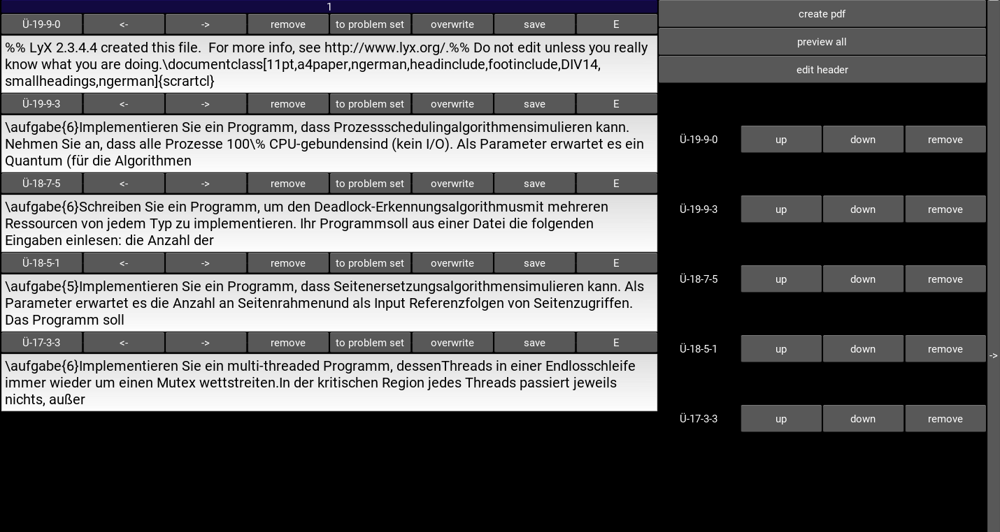 1
Ü-19-9-0 <- -> remove to problem set overwrite save E
%% LyX 2.3.4.4 created this file.  For more info, see http://www.lyx.org/.%% Do not edit unless you really
know what you are doing.\documentclass[11pt,a4paper,ngerman,headinclude,footinclude,DIV14,
smallheadings,ngerman]{scrartcl}
Ü-19-9-3 <- -> remove to problem set overwrite save E
\aufgabe{6}Implementieren Sie ein Programm, dass Prozessschedulingalgorithmensimulieren kann.
Nehmen Sie an, dass alle Prozesse 100\% CPU-gebundensind (kein I/O). Als Parameter erwartet es ein
Quantum (für die Algorithmen
Ü-18-7-5 <- -> remove to problem set overwrite save E
\aufgabe{6}Schreiben Sie ein Programm, um den Deadlock-Erkennungsalgorithmusmit mehreren
Ressourcen von jedem Typ zu implementieren. Ihr Programmsoll aus einer Datei die folgenden
Eingaben einlesen: die Anzahl der
Ü-18-5-1 <- -> remove to problem set overwrite save E
\aufgabe{5}Implementieren Sie ein Programm, dass Seitenersetzungsalgorithmensimulieren kann. Als
Parameter erwartet es die Anzahl an Seitenrahmenund als Input Referenzfolgen von Seitenzugriffen.
Das Programm soll
Ü-17-3-3 <- -> remove to problem set overwrite save E
\aufgabe{6}Implementieren Sie ein multi-threaded Programm, dessenThreads in einer Endlosschleife
immer wieder um einen Mutex wettstreiten.In der kritischen Region jedes Threads passiert jeweils
nichts, außer
create pdf
preview all
edit header
Ü-19-9-0 up down remove
Ü-19-9-3 up down remove
Ü-18-7-5 up down remove
Ü-18-5-1 up down remove
Ü-17-3-3 up down remove
->